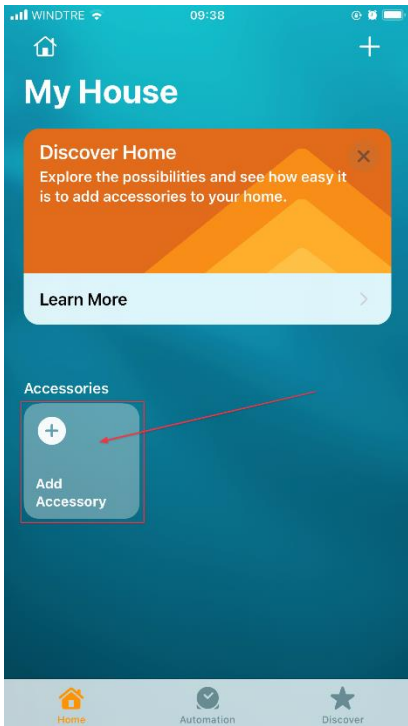 WINDTRE 09:38
My House
Discover Home
Explore the possibilities and see how easy it
is to add accessories to your home.
Learn More
Accessories
Add
Accessory
Home Automation Discover